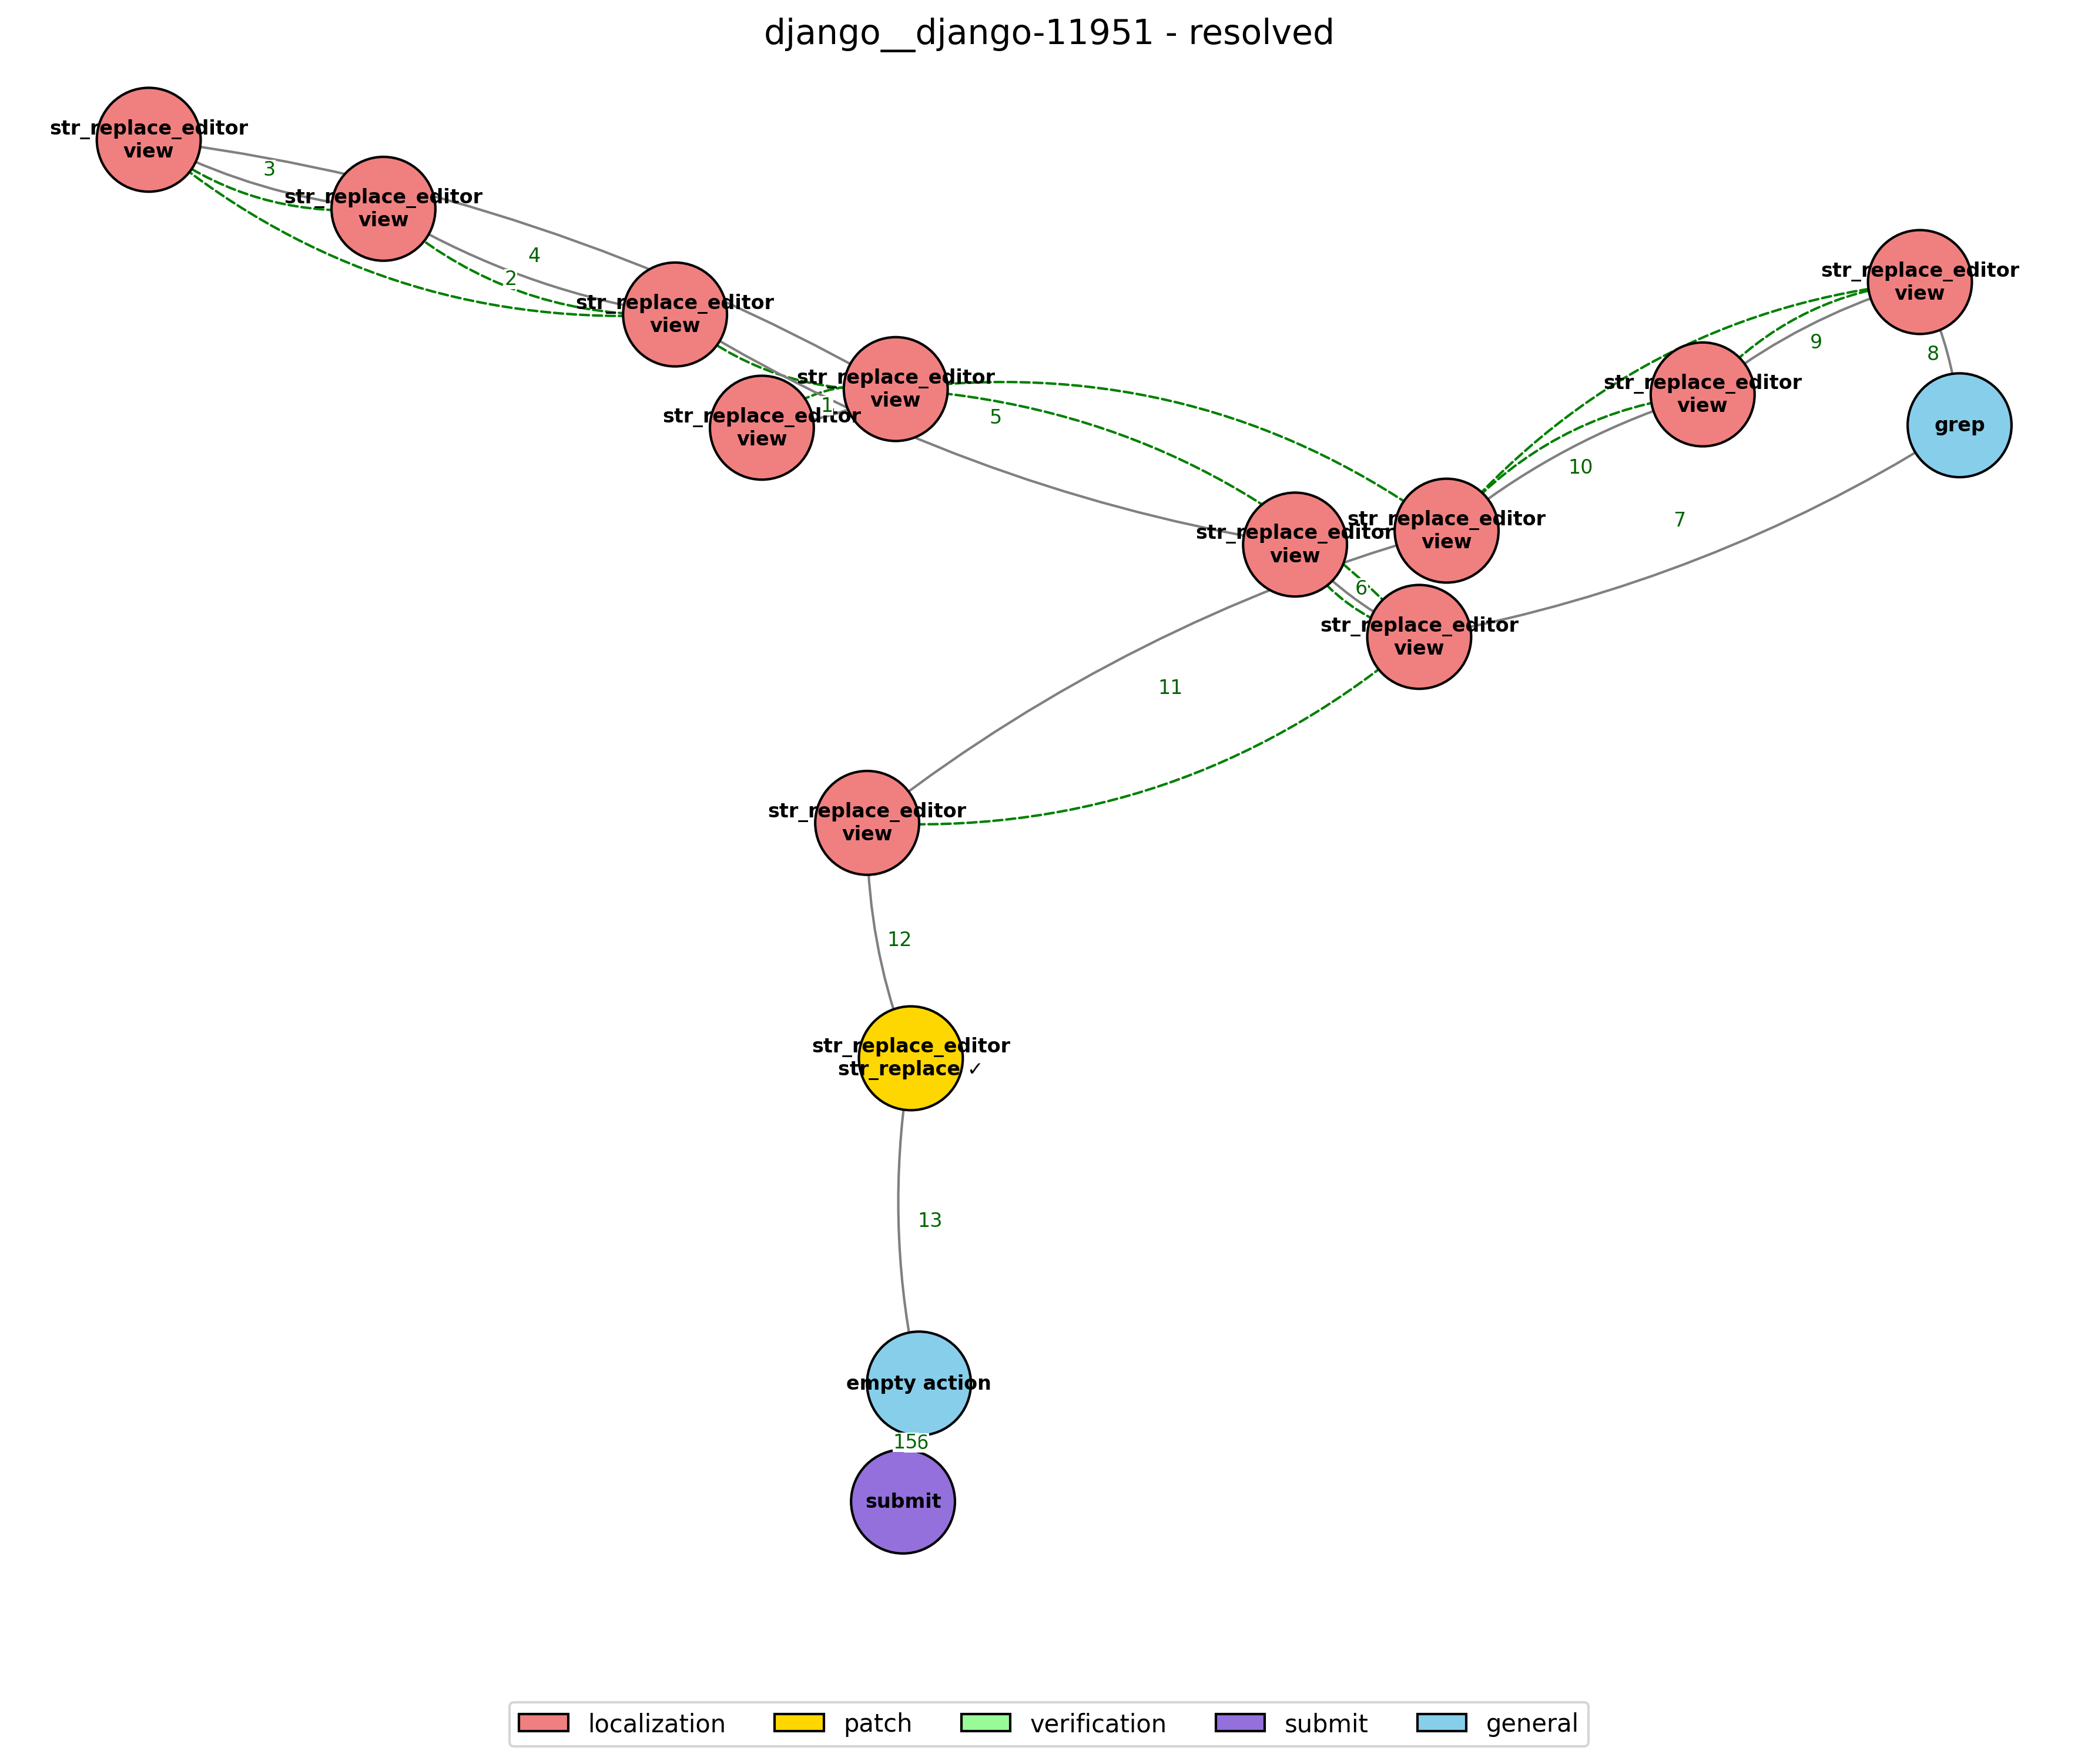 django__django-11951 - resolved
str_replace_editor
view
3
str_replace_editor
view
4
2
str_replace_editor
view
str_replace_editor
view
9
8
str_replace_editor
view
str_replace_editor
view
1
5
str_replace_editor
view
grep
10
7
str_replace_editor
view
str_replace_editor
view
6
str_replace_editor
view
11
str_replace_editor
view
12
str_replace_editor
str_replace ✓
13
empty action
submit
localization
patch
verification
submit
general